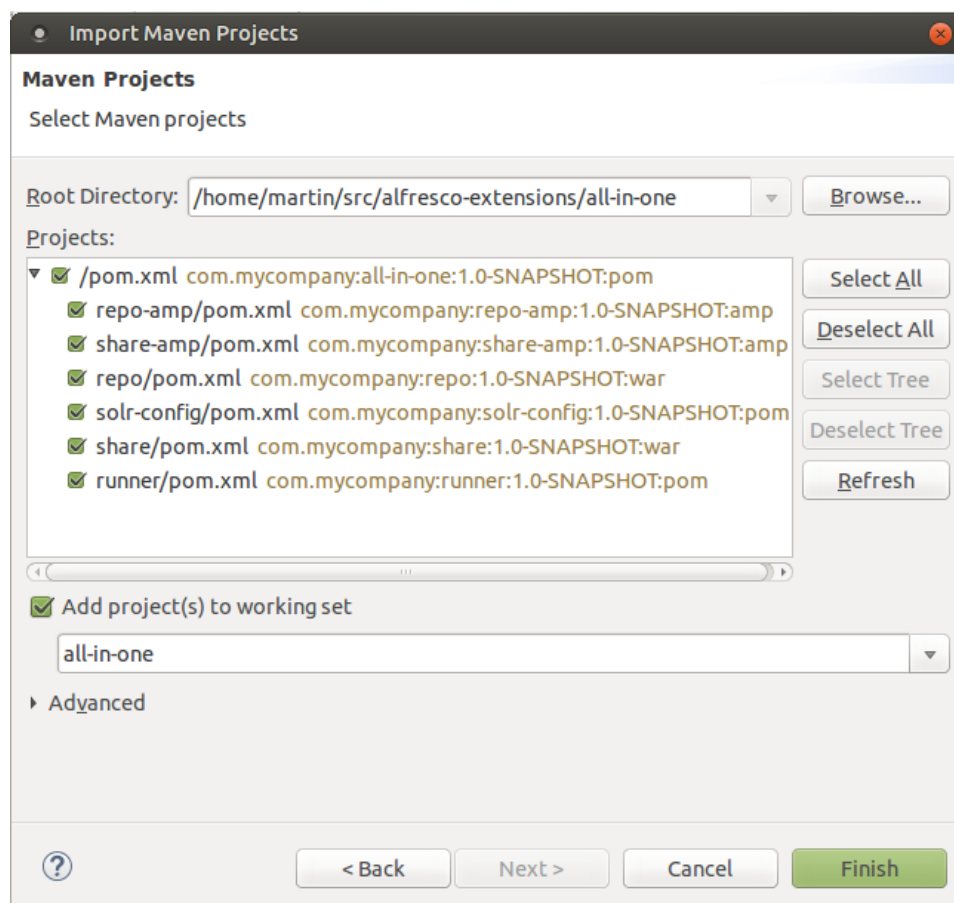 Import Maven Projects
Maven Projects
Select Maven projects
Root Directory: /home/martin/src/alfresco-extensions/all-in-one Browse...
Projects:
/pom.xml com.mycompany:all-in-one:1.0-SNAPSHOT:pom Select All
repo-amp/pom.xml com.mycompany:repo-amp:1.0-SNAPSHOT:amp
share-amp/pom.xml com.mycompany:share-amp:1.0-SNAPSHOT:amp Deselect All
repo/pom.xml com.mycompany:repo:1.0-SNAPSHOT:war Select Tree
solr-config/pom.xml com.mycompany:solr-config:1.0-SNAPSHOT:pom Deselect Tree
share/pom.xml com.mycompany:share:1.0-SNAPSHOT:war
runner/pom.xml com.mycompany:runner:1.0-SNAPSHOT:pom Refresh
Add project(s) to working set
all-in-one
Advanced
? < Back Next > Cancel Finish